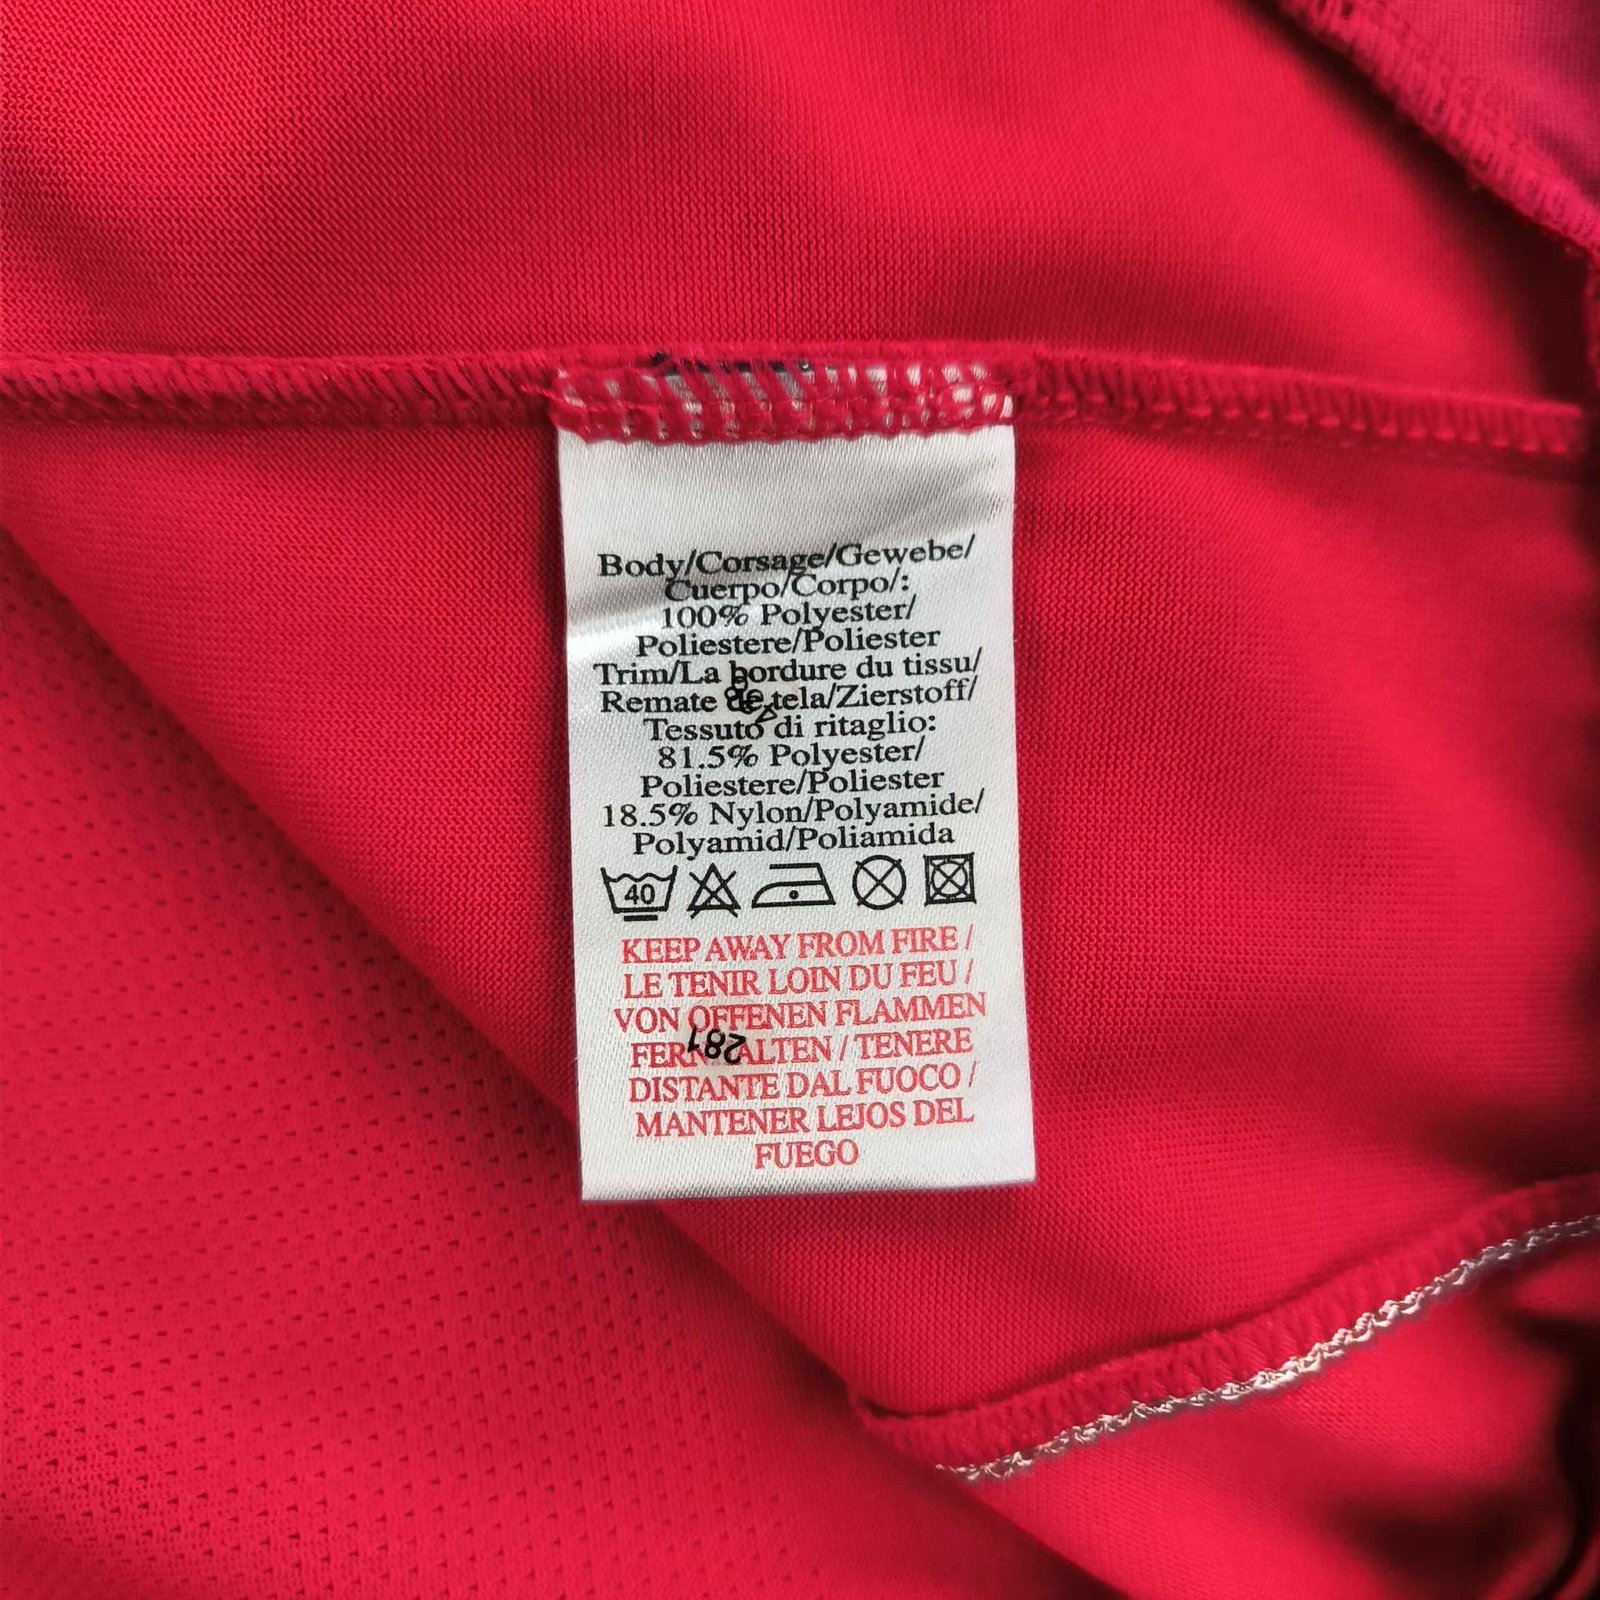 Body/Corsage/Gewebe/
Cuerpo/Corpo/:
100% Polyester/
Poliestere/Poliester
Trim/La bordure du tissu/
Remate de tela/Zierstoff/
Tessuto di ritaglio:
81.5% Polyester/
Poliestere/Poliester
18.5% Nylon/Polyamide/
Polyamid/Poliamida
40
KEEP AWAY FROM FIRE /
LE TENIR LOIN DU FEU /
VON OFFENEN FLAMMEN
FERNHALTEN / TENERE
281
DISTANTE DAL FUOCO /
MANTENER LEJOS DEL
FUEGO